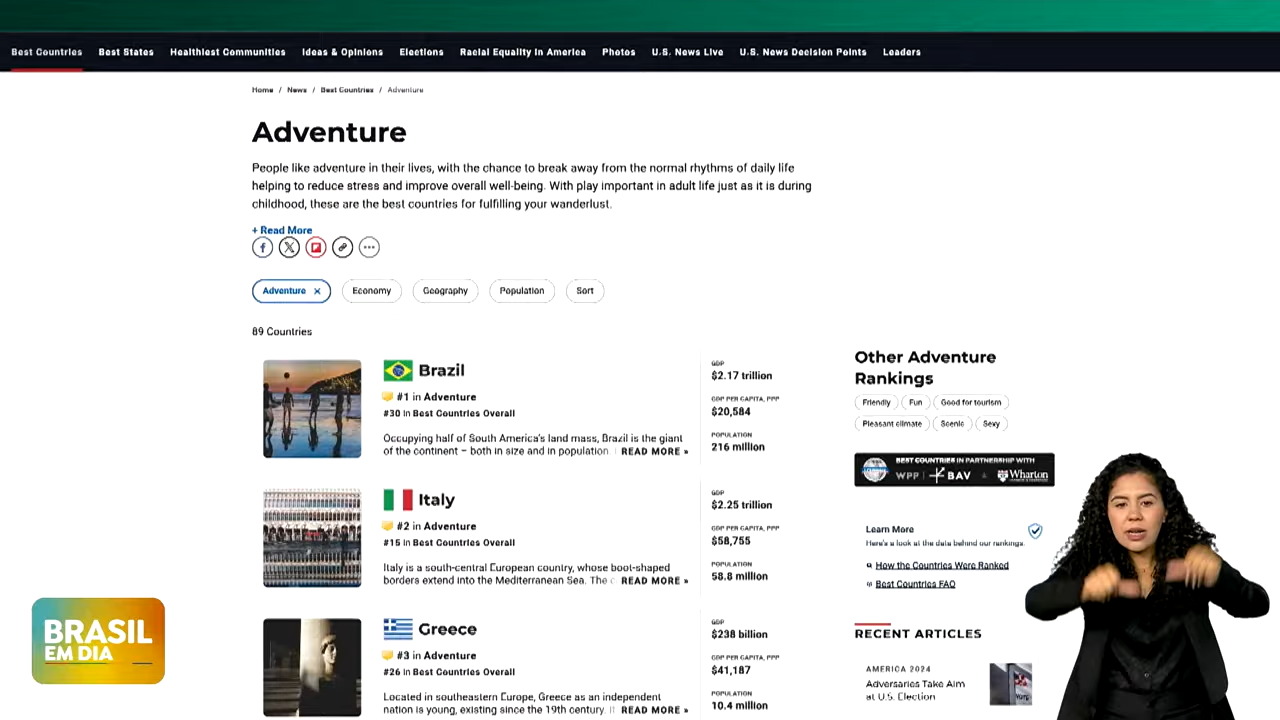 Best Countries Best States Healthiest Communities Ideas & Opinions Elections Racial Equality in America Photos U.S. News Live U.S. News Decision Points Leaders
Home / News / Best Countries / Adventure
Adventure
People like adventure in their lives, with the chance to break away from the normal rhythms of daily life
helping to reduce stress and improve overall well-being. With play important in adult life just as it is during
childhood, these are the best countries for fulfilling your wanderlust.
+ Read More
Adventure × Economy Geography Population Sort
89 Countries
Brazil
#1 in Adventure
#30 in Best Countries Overall
Occupying half of South America's land mass, Brazil is the giant
of the continent – both in size and in population. READ MORE »
GDP
$2.17 trillion
GDP PER CAPITA, PPP
$20,584
POPULATION
216 million
Italy
#2 in Adventure
#15 in Best Countries Overall
Italy is a south-central European country, whose boot-shaped
borders extend into the Mediterranean Sea. The READ MORE »
GDP
$2.25 trillion
GDP PER CAPITA, PPP
$58,755
POPULATION
58.8 million
Greece
#3 in Adventure
#26 in Best Countries Overall
Located in southeastern Europe, Greece as an independent
nation is young, existing since the 19th century. READ MORE »
GDP
$238 billion
GDP PER CAPITA, PPP
$41,187
POPULATION
10.4 million
Other Adventure
Rankings
Friendly Fun Good for tourism
Pleasant climate Scenic Sexy
BEST COUNTRIES IN PARTNERSHIP WITH
WPP BAV Wharton
Learn More
Here's a look at the data behind our rankings.
How the Countries Were Ranked
Best Countries FAQ
RECENT ARTICLES
AMERICA 2024
Adversaries Take Aim
at U.S. Election
BRASIL
EM DIA